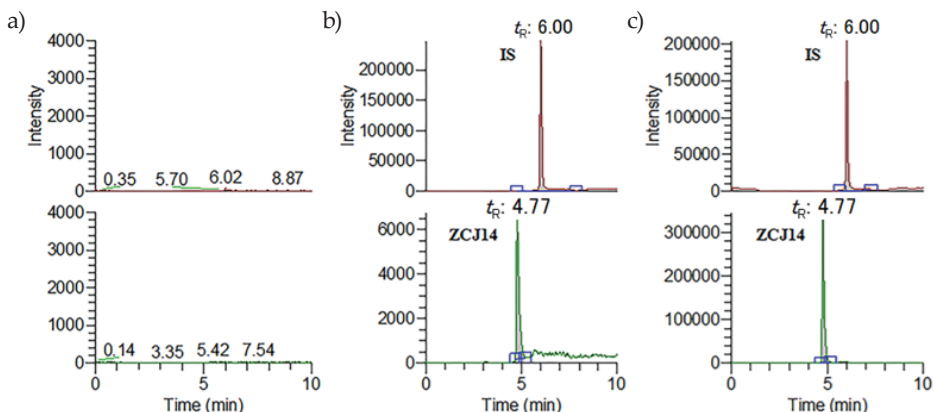 a)
4000
3000
2000
1000
0
Intensity
0.35 5.70 6.02 8.87
4000
3000
2000
1000
0
0.14 3.35 5.42 7.54
0 5 10
Time (min)
b)
tR: 6.00
IS
200000
150000
100000
50000
0
Intensity
tR: 4.77
ZCJ14
6000
4000
2000
0
0 5 10
Time (min)
c)
tR: 6.00
IS
200000
150000
100000
50000
0
Intensity
tR: 4.77
ZCJ14
300000
200000
100000
0
0 5 10
Time (min)